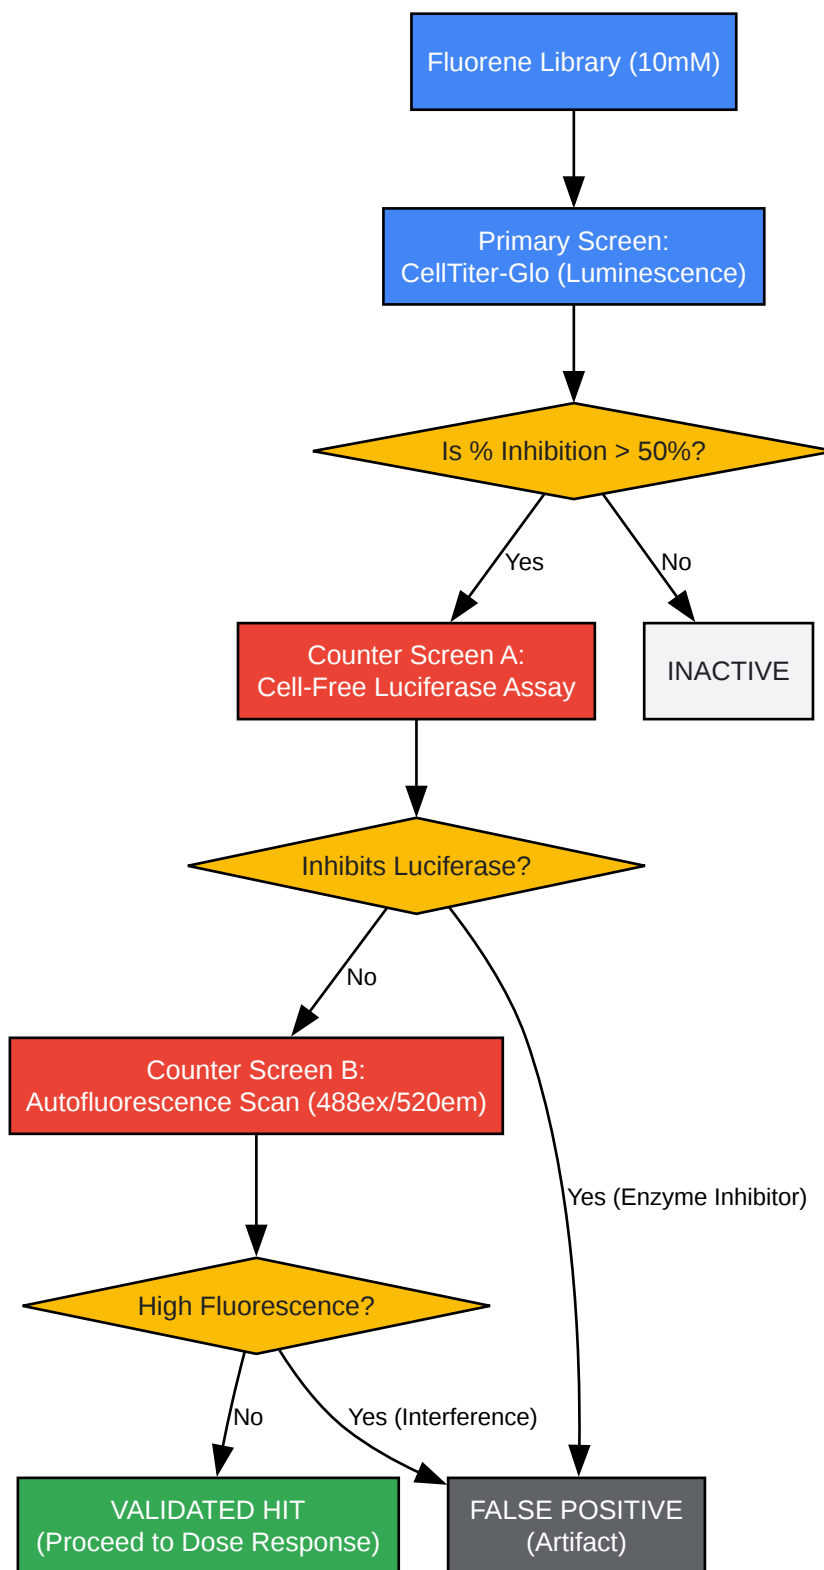 Fluorene Library (10mM)
Primary Screen:
CellTiter-Glo (Luminescence)
Is % Inhibition > 50%?
Yes
No
Counter Screen A:
Cell-Free Luciferase Assay
INACTIVE
Inhibits Luciferase?
No
Counter Screen B:
Autofluorescence Scan (488ex/520em)
Yes (Enzyme Inhibitor)
High Fluorescence?
No
Yes (Interference)
VALIDATED HIT
(Proceed to Dose Response)
FALSE POSITIVE
(Artifact)